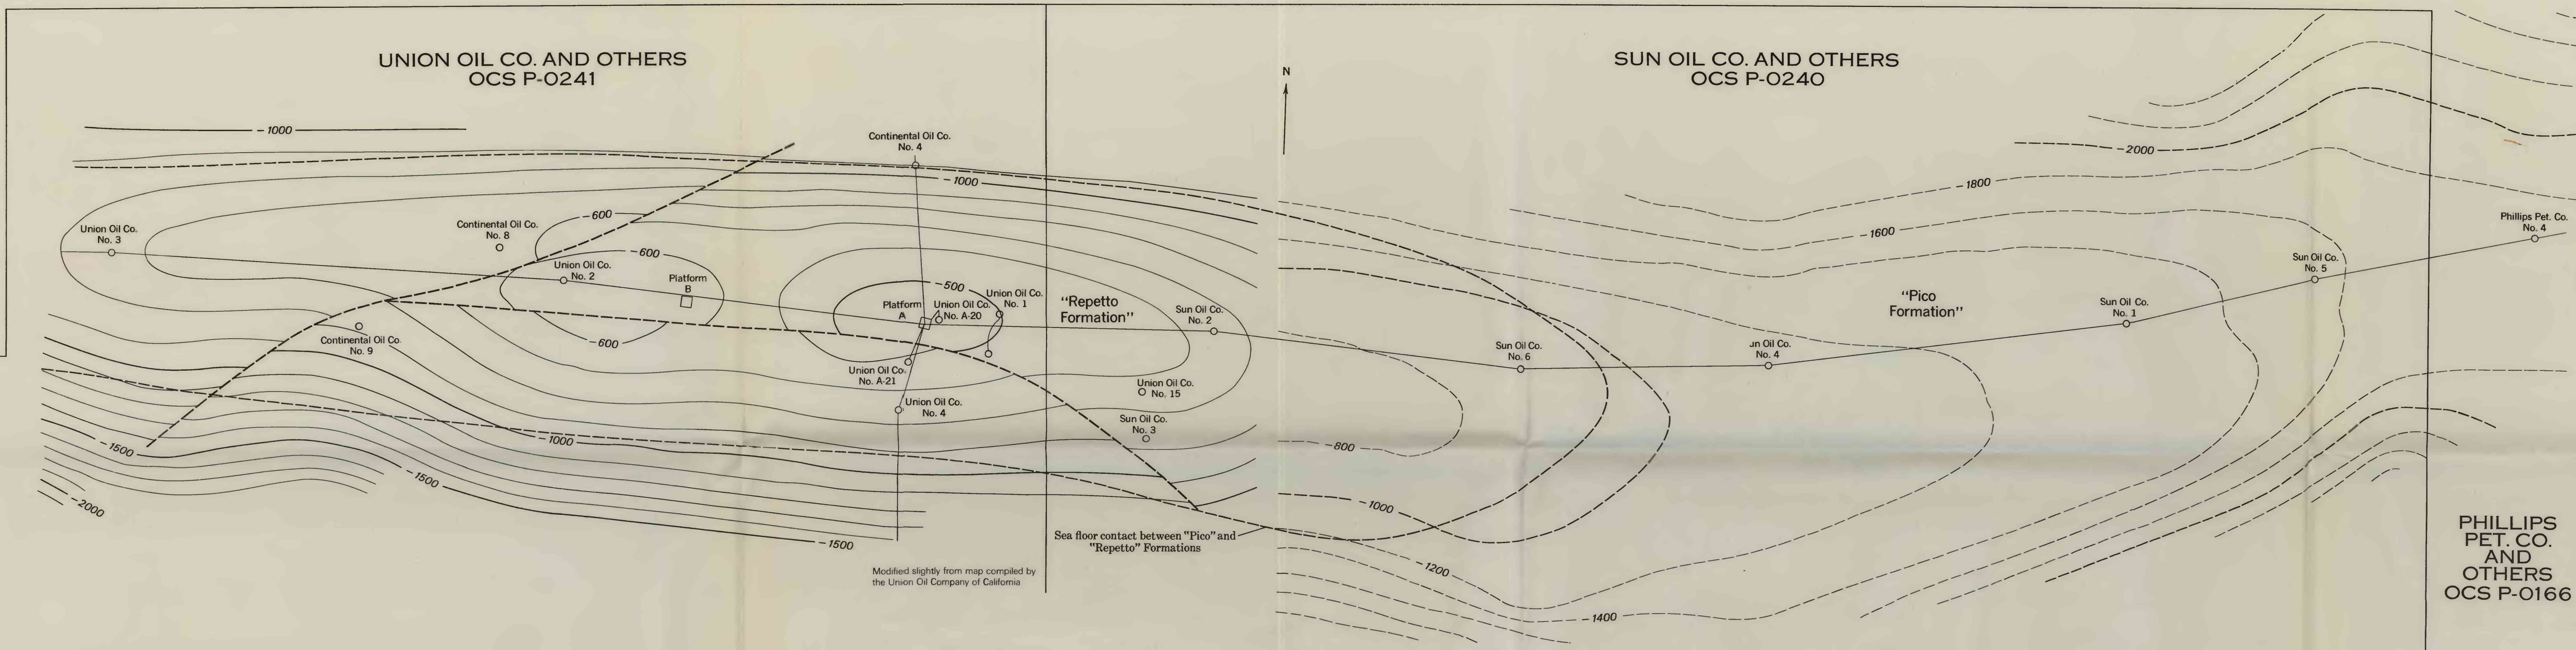 UNION OIL CO. AND OTHERS
OCS P-0241
SUN OIL CO. AND OTHERS
OCS P-0240
N
-1000
Continental Oil Co.
No. 4
-1000
-600
-600
-600
-500
Union Oil Co.
No. 3
Continental Oil Co.
No. 8
Union Oil Co.
No. 2
Platform
B
Platform
A
Union Oil Co.
No. A-20
Union Oil Co.
No. 1
"Repetto
Formation"
Sun Oil Co.
No. 2
Continental Oil Co.
No. 9
Union Oil Co.
No. A-21
Union Oil Co.
No. 4
Union Oil Co.
No. 15
Sun Oil Co.
No. 3
-1500
-1000
-1500
-2000
-1500
Sea floor contact between "Pico" and
"Repetto" Formations
Modified slightly from map compiled by
the Union Oil Company of California
-2000
-1800
-1600
"Pico
Formation"
Phillips Pet. Co.
No. 4
Sun Oil Co.
No. 5
Sun Oil Co.
No. 1
Sun Oil Co.
No. 6
un Oil Co.
No. 4
-800
-1000
-1200
-1400
PHILLIPS
PET. CO.
AND
OTHERS
OCS P-0166